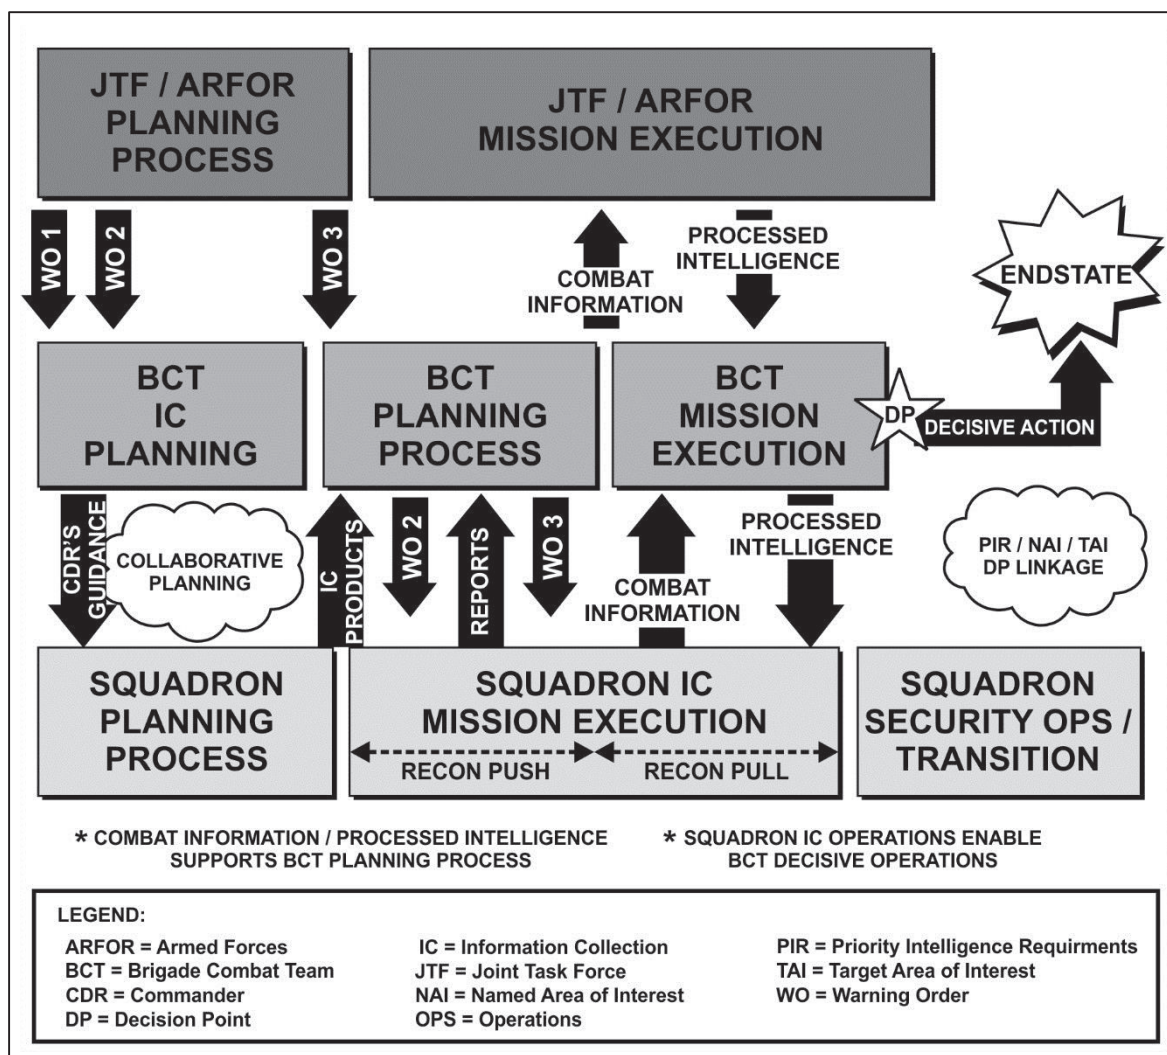 JTF / ARFOR
PLANNING
PROCESS
JTF / ARFOR
MISSION EXECUTION
WO 1
WO 2
WO 3
COMBAT
INFORMATION
PROCESSED
INTELLIGENCE
ENDSTATE
BCT
IC
PLANNING
BCT
PLANNING
PROCESS
BCT
MISSION
EXECUTION
DP
DECISIVE ACTION
CDR'S
GUIDANCE
COLLABORATIVE
PLANNING
IC
PRODUCTS
WO 2
REPORTS
WO 3
COMBAT
INFORMATION
PROCESSED
INTELLIGENCE
PIR / NAI / TAI
DP LINKAGE
SQUADRON
PLANNING
PROCESS
SQUADRON IC
MISSION EXECUTION
RECON PUSH
RECON PULL
SQUADRON
SECURITY OPS /
TRANSITION
* COMBAT INFORMATION / PROCESSED INTELLIGENCE
SUPPORTS BCT PLANNING PROCESS
* SQUADRON IC OPERATIONS ENABLE
BCT DECISIVE OPERATIONS
LEGEND:
ARFOR = Armed Forces
BCT = Brigade Combat Team
CDR = Commander
DP = Decision Point
IC = Information Collection
JTF = Joint Task Force
NAI = Named Area of Interest
OPS = Operations
PIR = Priority Intelligence Requirments
TAI = Target Area of Interest
WO = Warning Order